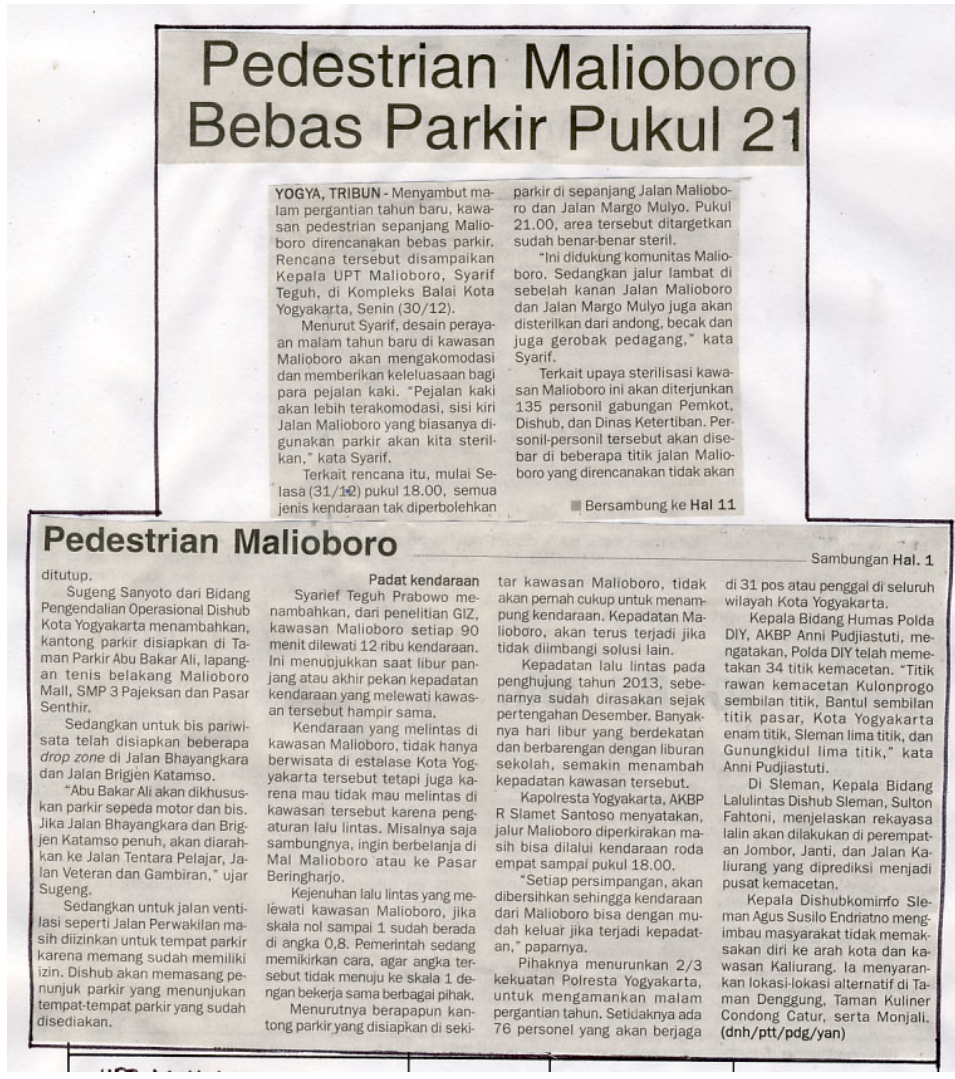 Pedestrian Malioboro
Bebas Parkir Pukul 21
YOGYA, TRIBUN - Menyambut ma-
lam pergantian tahun baru, kawa-
san pedestrian sepanjang Malio-
boro direncanakan bebas parkir.
Rencana tersebut disampaikan
Kepala UPT Malioboro, Syarif
Teguh, di Kompleks Balai Kota
Yogyakarta, Senin (30/12).
Menurut Syarif, desain peraya-
an malam tahun baru di kawasan
Malioboro akan mengakomodasi
dan memberikan keleluasaan bagi
para pejalan kaki. “Pejalan kaki
akan lebih terakomodasi, sisi kiri
Jalan Malioboro yang biasanya di-
gunakan parkir akan kita steril-
kan,” kata Syarif.
Terkait rencana itu, mulai Se-
lasa (31/12) pukul 18.00, semua
jenis kendaraan tak diperbolehkan
parkir di sepanjang Jalan Maliobo-
ro dan Jalan Margo Mulyo. Pukul
21.00, area tersebut ditargetkan
sudah benar-benar steril.
“Ini didukung komunitas Malio-
boro. Sedangkan jalur lambat di
sebelah kanan Jalan Malioboro
dan Jalan Margo Mulyo juga akan
disterilkan dari andong, becak dan
juga gerobak pedagang,” kata
Syarif.
Terkait upaya sterilisasi kawa-
san Malioboro ini akan diterjunkan
135 personil gabungan Pemkot,
Dishub, dan Dinas Ketertiban. Per-
sonil-personil tersebut akan dise-
bar di beberapa titik jalan Malio-
boro yang direncanakan tidak akan
■ Bersambung ke Hal 11
Pedestrian Malioboro
Sambungan Hal. 1
ditutup.
Sugeng Sanyoto dari Bidang
Pengendalian Operasional Dishub
Kota Yogyakarta menambahkan,
kantong parkir disiapkan di Ta-
man Parkir Abu Bakar Ali, lapang-
an tenis belakang Malioboro
Mall, SMP 3 Pajeksan dan Pasar
Senthir.
Sedangkan untuk bis pariwi-
sata telah disiapkan beberapa
drop zone di Jalan Bhayangkara
dan Jalan Brigjen Katamso.
“Abu Bakar Ali akan dikhusus-
kan parkir sepeda motor dan bis.
Jika Jalan Bhayangkara dan Brig-
jen Katamso penuh, akan diarah-
kan ke Jalan Tentara Pelajar, Ja-
lan Veteran dan Gambiran,” ujar
Sugeng.
Sedangkan untuk jalan venti-
lasi seperti Jalan Perwakilan ma-
sih diizinkan untuk tempat parkir
karena memang sudah memiliki
izin. Dishub akan memasang pe-
nunjuk parkir yang menunjukan
tempat-tempat parkir yang sudah
disediakan.
Padat kendaraan
Syarief Teguh Prabowo me-
nambahkan, dari penelitian GIZ,
kawasan Malioboro setiap 90
menit dilewati 12 ribu kendaraan.
Ini menunjukkan saat libur pan-
jang atau akhir pekan kepadatan
kendaraan yang melewati kawas-
an tersebut hampir sama.
Kendaraan yang melintas di
kawasan Malioboro, tidak hanya
berwisata di estalase Kota Yog-
yakarta tersebut tetapi juga ka-
rena mau tidak mau melintas di
kawasan tersebut karena peng-
aturan lalu lintas. Misalnya saja
sambungnya, ingin berbelanja di
Mal Malioboro atau ke Pasar
Beringharjo.
Kejenuhan lalu lintas yang me-
lewati kawasan Malioboro, jika
skala nol sampai 1 sudah berada
di angka 0,8. Pemerintah sedang
memikirkan cara, agar angka ter-
sebut tidak menuju ke skala 1 de-
ngan bekerja sama berbagai pihak.
Menurutnya berapapun kan-
tong parkir yang disiapkan di seki-
tar kawasan Malioboro, tidak
akan pernah cukup untuk menam-
pung kendaraan. Kepadatan Ma-
lioboro, akan terus terjadi jika
tidak diimbangi solusi lain.
Kepadatan lalu lintas pada
penghujung tahun 2013, sebe-
narnya sudah dirasakan sejak
pertengahan Desember. Banyak-
nya hari libur yang berdekatan
dan berbarengan dengan liburan
sekolah, semakin menambah
kepadatan kawasan tersebut.
Kapolresta Yogyakarta, AKBP
R Slamet Santoso menyatakan,
jalur Malioboro diperkirakan ma-
sih bisa dilalui kendaraan roda
empat sampai pukul 18.00.
“Setiap persimpangan, akan
dibersihkan sehingga kendaraan
dari Malioboro bisa dengan mu-
dah keluar jika terjadi kepadat-
an,” paparnya.
Pihaknya menurunkan 2/3
kekuatan Polresta Yogyakarta,
untuk mengamankan malam
pergantian tahun. Setidaknya ada
76 personel yang akan berjaga
di 31 pos atau penggal di seluruh
wilayah Kota Yogyakarta.
Kepala Bidang Humas Polda
DIY, AKBP Anni Pudjiastuti, me-
ngatakan, Polda DIY telah meme-
takan 34 titik kemacetan. “Titik
rawan kemacetan Kulonprogo
sembilan titik, Bantul sembilan
titik pasar, Kota Yogyakarta
enam titik, Sleman lima titik, dan
Gunungkidul lima titik,” kata
Anni Pudjiastuti.
Di Sleman, Kepala Bidang
Lalulintas Dishub Sleman, Sulton
Fahtoni, menjelaskan rekayasa
lalin akan dilakukan di perempat-
an Jombor, Janti, dan Jalan Ka-
liurang yang diprediksi menjadi
pusat kemacetan.
Kepala Dishubkominfo Sle-
man Agus Susilo Endriatno meng-
imbau masyarakat tidak memak-
sakan diri ke arah kota dan ka-
wasan Kaliurang. Ia menyaran-
kan lokasi-lokasi alternatif di Ta-
man Denggung, Taman Kuliner
Condong Catur, serta Monjali.
(dnh/ptt/pdg/yan)